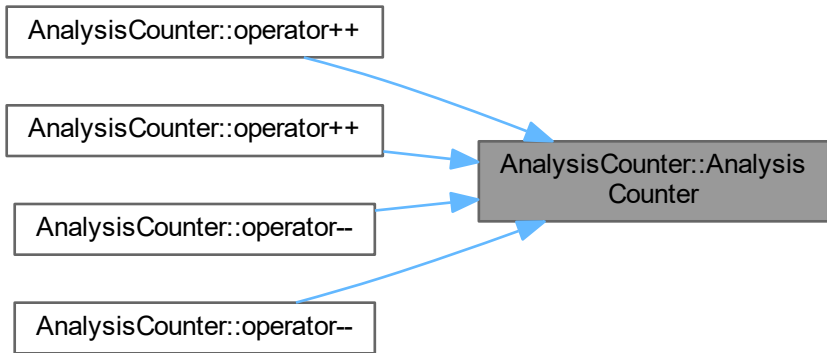 AnalysisCounter::operator++
AnalysisCounter::operator++
AnalysisCounter::Analysis
Counter
AnalysisCounter::operator--
AnalysisCounter::operator--